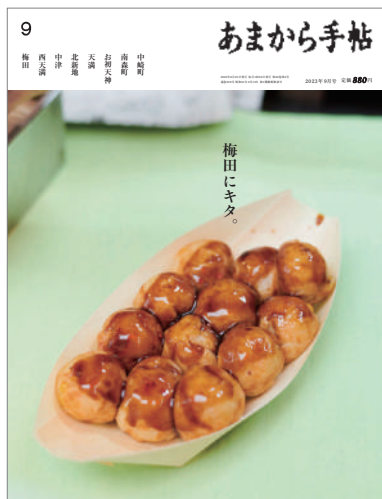 9
あまから手帖
中崎町
南森町
お初天神
天満
北新地
中津
西天満
梅田
2023年9月号 定価880円
梅田にキタ。